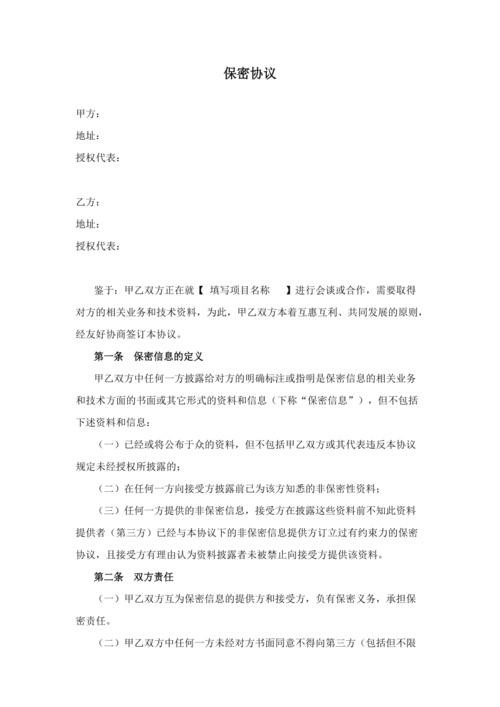 保密协议
甲方：
地址：
授权代表：
乙方：
地址：
授权代表：
鉴于：甲乙双方正在就【 填写项目名称 】进行会谈或合作，需要取得
对方的相关业务和技术资料，为此，甲乙双方本着互惠互利、共同发展的原则，
经友好协商签订本协议。
第一条 保密信息的定义
甲乙双方中任何一方披露给对方的明确标注或指明是保密信息的相关业务
和技术方面的书面或其它形式的资料和信息（下称“保密信息”），但不包括
下述资料和信息：
（一）已经或将公布于众的资料，但不包括甲乙双方或其代表违反本协议
规定未经授权所披露的；
（二）在任何一方向接受方披露前已为该方知悉的非保密性资料；
（三）任何一方提供的非保密信息，接受方在披露这些资料前不知此资料
提供者（第三方）已经与本协议下的非保密信息提供方订立过有约束力的保密
协议，且接受方有理由认为资料披露者未被禁止向接受方提供该资料。
第二条 双方责任
（一）甲乙双方互为保密信息的提供方和接受方，负有保密义务，承担保
密责任。
（二）甲乙双方中任何一方未经对方书面同意不得向第三方（包括但不限